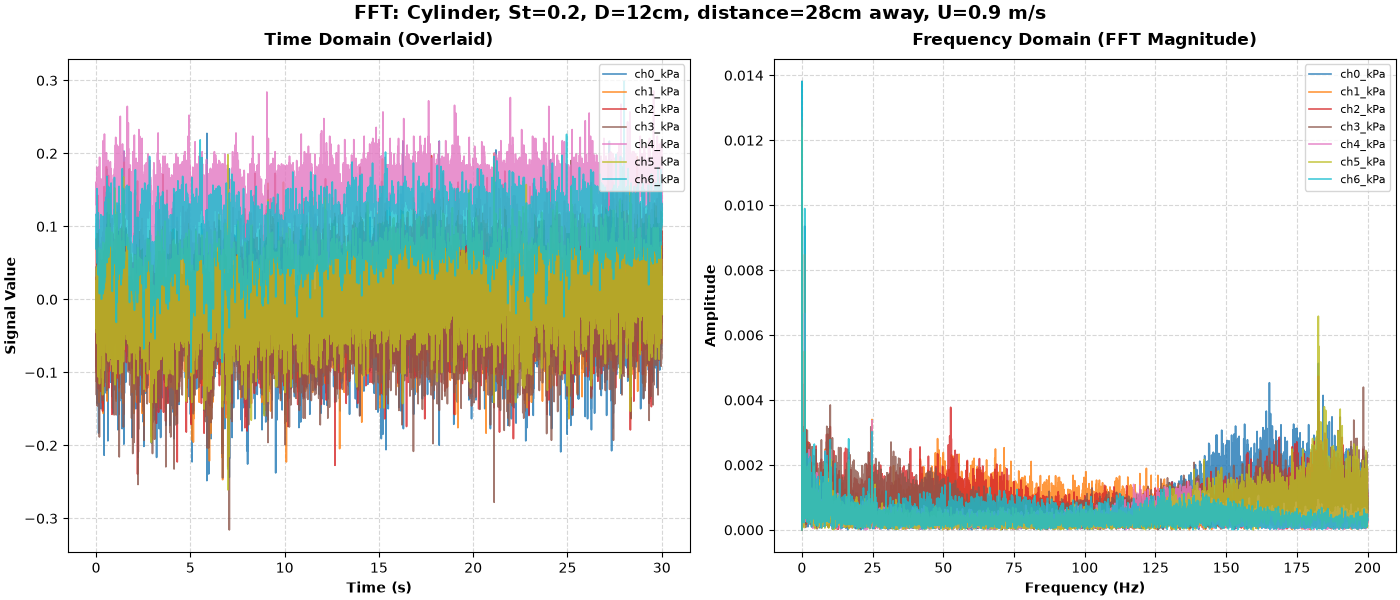 FFT: Cylinder, St=0.2, D=12cm, distance=28cm away, U=0.9 m/s
Time Domain (Overlaid)
Signal Value
0.3
0.2
0.1
0.0
−0.1
−0.2
−0.3
0 5 10 15 20 25 30
Time (s)
ch0_kPa
ch1_kPa
ch2_kPa
ch3_kPa
ch4_kPa
ch5_kPa
ch6_kPa
Frequency Domain (FFT Magnitude)
Amplitude
0.014
0.012
0.010
0.008
0.006
0.004
0.002
0.000
0 25 50 75 100 125 150 175 200
Frequency (Hz)
ch0_kPa
ch1_kPa
ch2_kPa
ch3_kPa
ch4_kPa
ch5_kPa
ch6_kPa